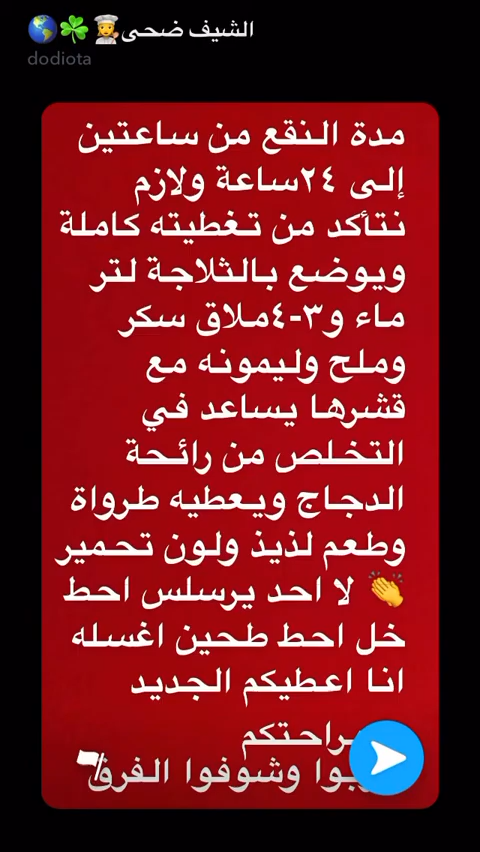 الشيف ضحى👩‍🍳☘️🌎
dodiota
مدة النقع من ساعتين
إلى ٢٤ساعة ولازم
نتأكد من تغطيته كاملة
ويوضع بالثلاجة لتر
ماء و٣-٤ملاق سكر
وملح وليمونه مع
قشرها يساعد في
التخلص من رائحة
الدجاج ويعطيه طرواة
وطعم لذيذ ولون تحمير
👏 لا احد يرسلس احط
خل احط طحين اغسله
انا اعطيكم الجديد
وشوفوا الفرق